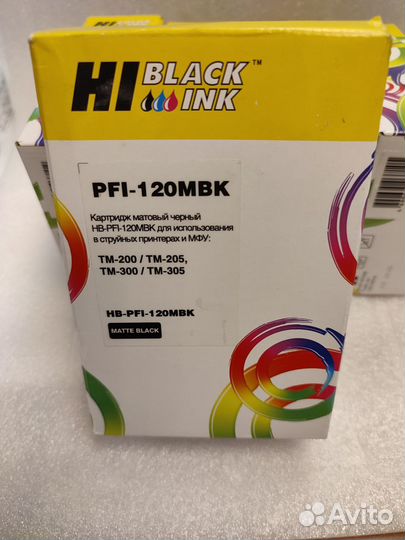 HI BLACK INK™
PFI-120MBK
Картридж матовый черный
HB-PFI-120MBK для использования
в струйных принтерах и МФУ:
TM-200 / TM-205,
TM-300 / TM-305
HB-PFI-120MBK
MATTE BLACK
Avito